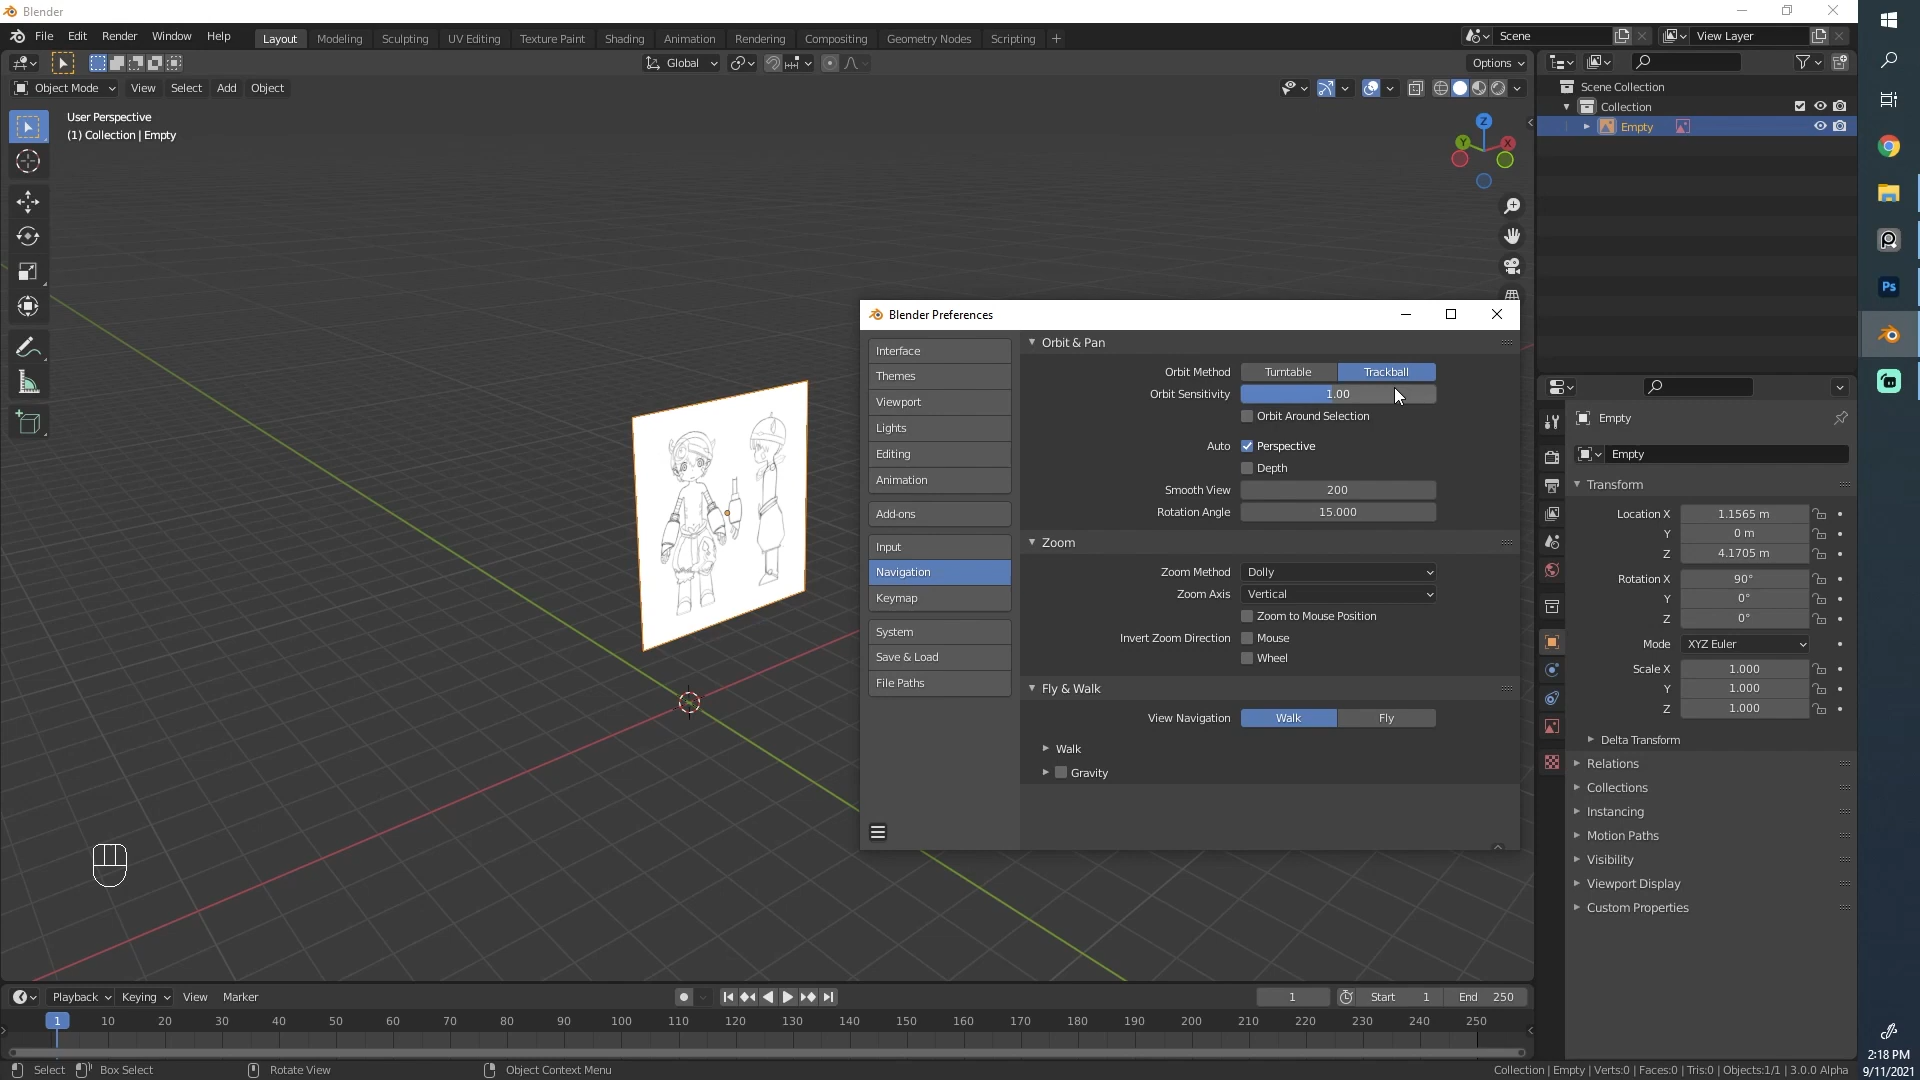 Blender
File Edit Render Window Help
Layout Modeling Sculpting UV Editing Texture Paint Shading Animation Rendering Compositing Geometry Nodes Scripting +
Scene
View Layer
Global
Options
Object Mode View Select Add Object
User Perspective
(1) Collection | Empty
Z
Y
X
Scene Collection
Collection
Empty
Blender Preferences
Interface
Themes
Viewport
Lights
Editing
Animation
Add-ons
Input
Navigation
Keymap
System
Save & Load
File Paths
Orbit & Pan
Orbit Method Turntable Trackball
Orbit Sensitivity 1.00
Orbit Around Selection
Auto Perspective
Depth
Smooth View 200
Rotation Angle 15.000
Zoom
Zoom Method Dolly
Zoom Axis Vertical
Zoom to Mouse Position
Invert Zoom Direction Mouse
Wheel
Fly & Walk
View Navigation Walk Fly
Walk
Gravity
Empty
Empty
Transform
Location X 1.1565 m
Y 0 m
Z 4.1705 m
Rotation X 90°
Y 0°
Z 0°
Mode XYZ Euler
Scale X 1.000
Y 1.000
Z 1.000
Delta Transform
Relations
Collections
Instancing
Motion Paths
Visibility
Viewport Display
Custom Properties
Ps
Playback Keying View Marker
1 Start 1 End 250
1 10 20 30 40 50 60 70 80 90 100 110 120 130 140 150 160 170 180 190 200 210 220 230 240 250
Select Box Select Rotate View Object Context Menu
Collection | Empty | Verts:0 | Faces:0 | Tris:0 | Objects:1/1 | 3.0.0 Alpha
2:18 PM
9/11/2021